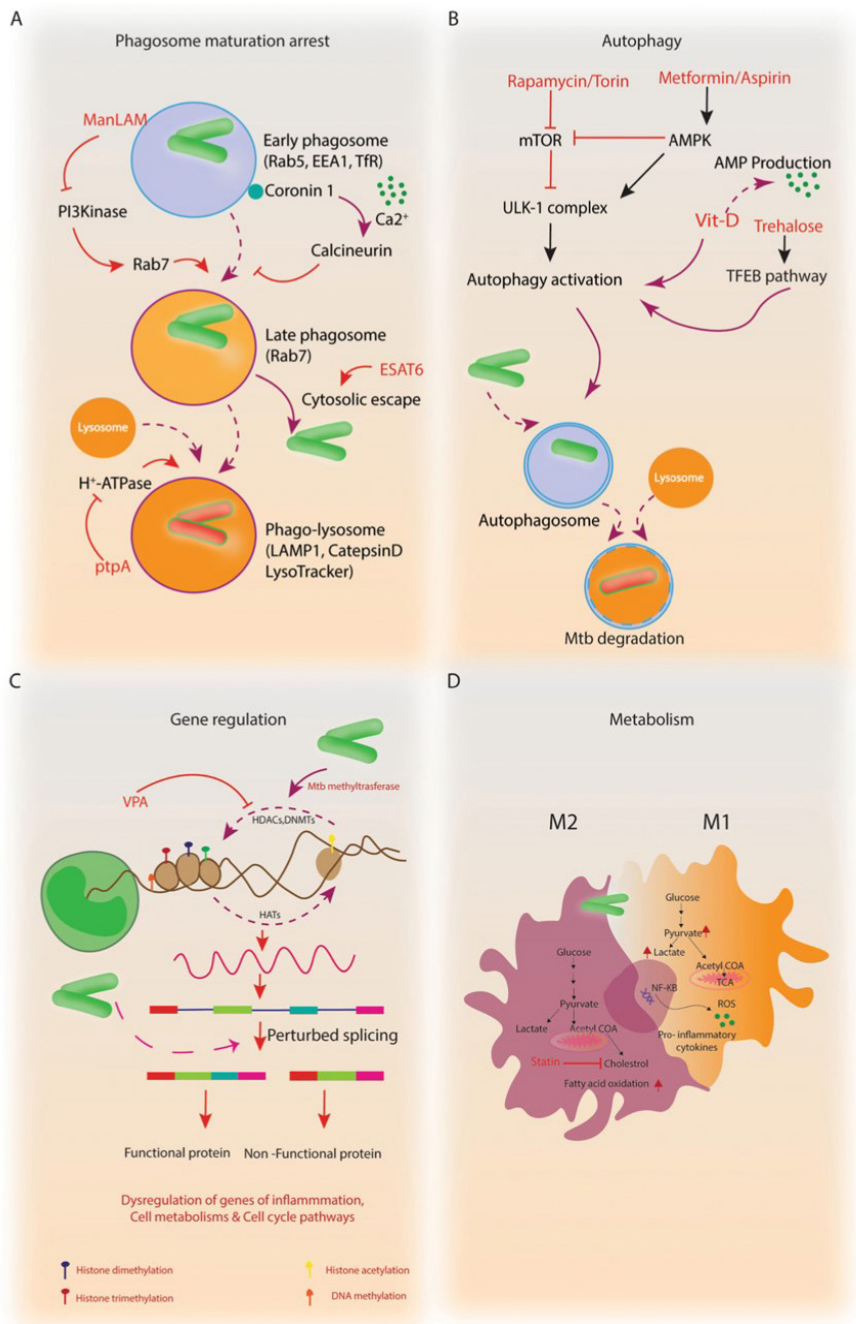 A
Phagosome maturation arrest
ManLAM
Early phagosome
(Rab5, EEA1, TfR)
Coronin 1
Ca2⁺
PI3Kinase
Calcineurin
Rab7
Late phagosome
(Rab7)
ESAT6
Cytosolic escape
Lysosome
H⁺-ATPase
Phago-lysosome
(LAMP1, CatepsinD
LysoTracker)
ptpA
B
Autophagy
Rapamycin/Torin
Metformin/Aspirin
mTOR
AMPK
AMP Production
ULK-1 complex
Vit-D
Trehalose
Autophagy activation
TFEB pathway
Lysosome
Autophagosome
Mtb degradation
C
Gene regulation
VPA
Mtb methyltrasferase
HDACs,DNMTs
HATs
Perturbed splicing
Functional protein
Non -Functional protein
Dysregulation of genes of inflammmation,
Cell metabolisms & Cell cycle pathways
Histone dimethylation
Histone acetylation
Histone trimethylation
DNA methylation
D
Metabolism
M2
M1
Glucose
Pyurvate
Lactate
Acetyl COA
TCA
NF-KB
ROS
Pro- inflammatory
cytokines
Glucose
Pyurvate
Lactate
Acetyl COA
Statin
Cholestrol
Fatty acid oxidation